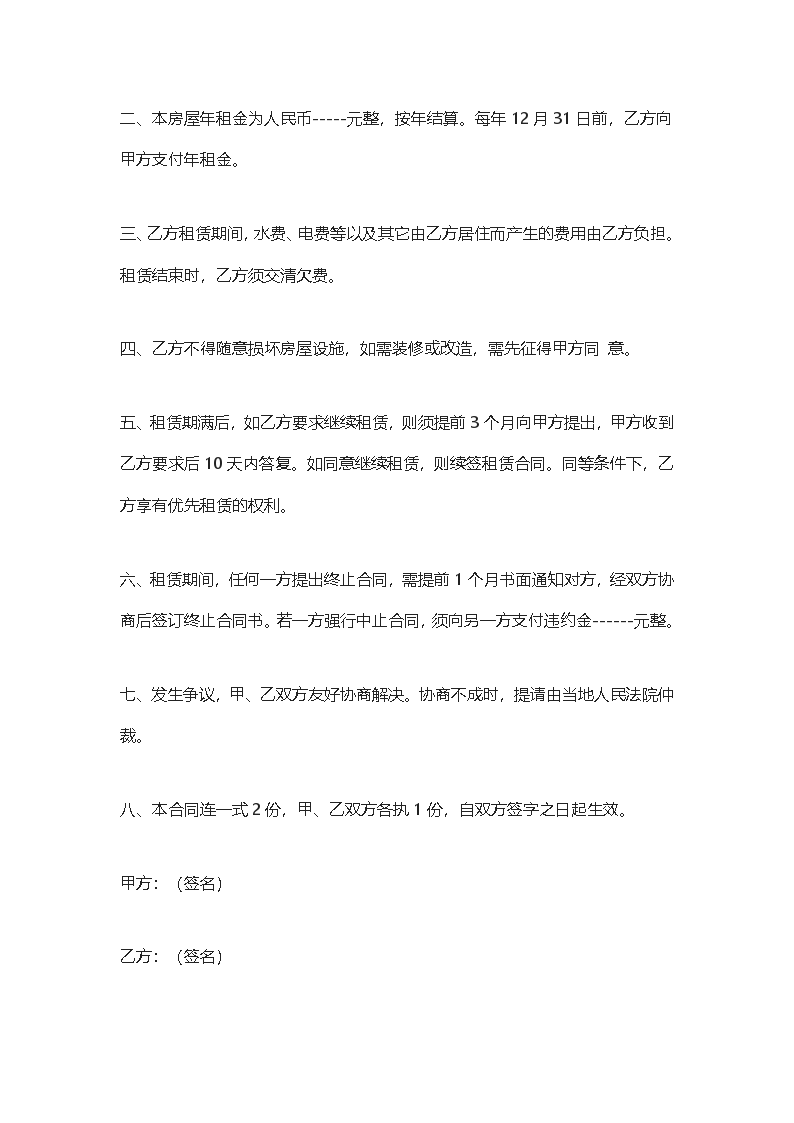 二、本房屋年租金为人民币-----元整，按年结算。每年 12 月 31 日前，乙方向
甲方支付年租金。
三、乙方租赁期间，水费、电费等以及其它由乙方居住而产生的费用由乙方负担。
租赁结束时，乙方须交清欠费。
四、乙方不得随意损坏房屋设施，如需装修或改造，需先征得甲方同 意。
五、租赁期满后，如乙方要求继续租赁，则须提前 3 个月向甲方提出，甲方收到
乙方要求后 10 天内答复。如同意继续租赁，则续签租赁合同。同等条件下，乙
方享有优先租赁的权利。
六、租赁期间，任何一方提出终止合同，需提前 1 个月书面通知对方，经双方协
商后签订终止合同书。若一方强行中止合同，须向另一方支付违约金------元整。
七、发生争议，甲、乙双方友好协商解决。协商不成时，提请由当地人民法院仲
裁。
八、本合同连一式 2 份，甲、乙双方各执 1 份，自双方签字之日起生效。
甲方：（签名）
乙方：（签名）